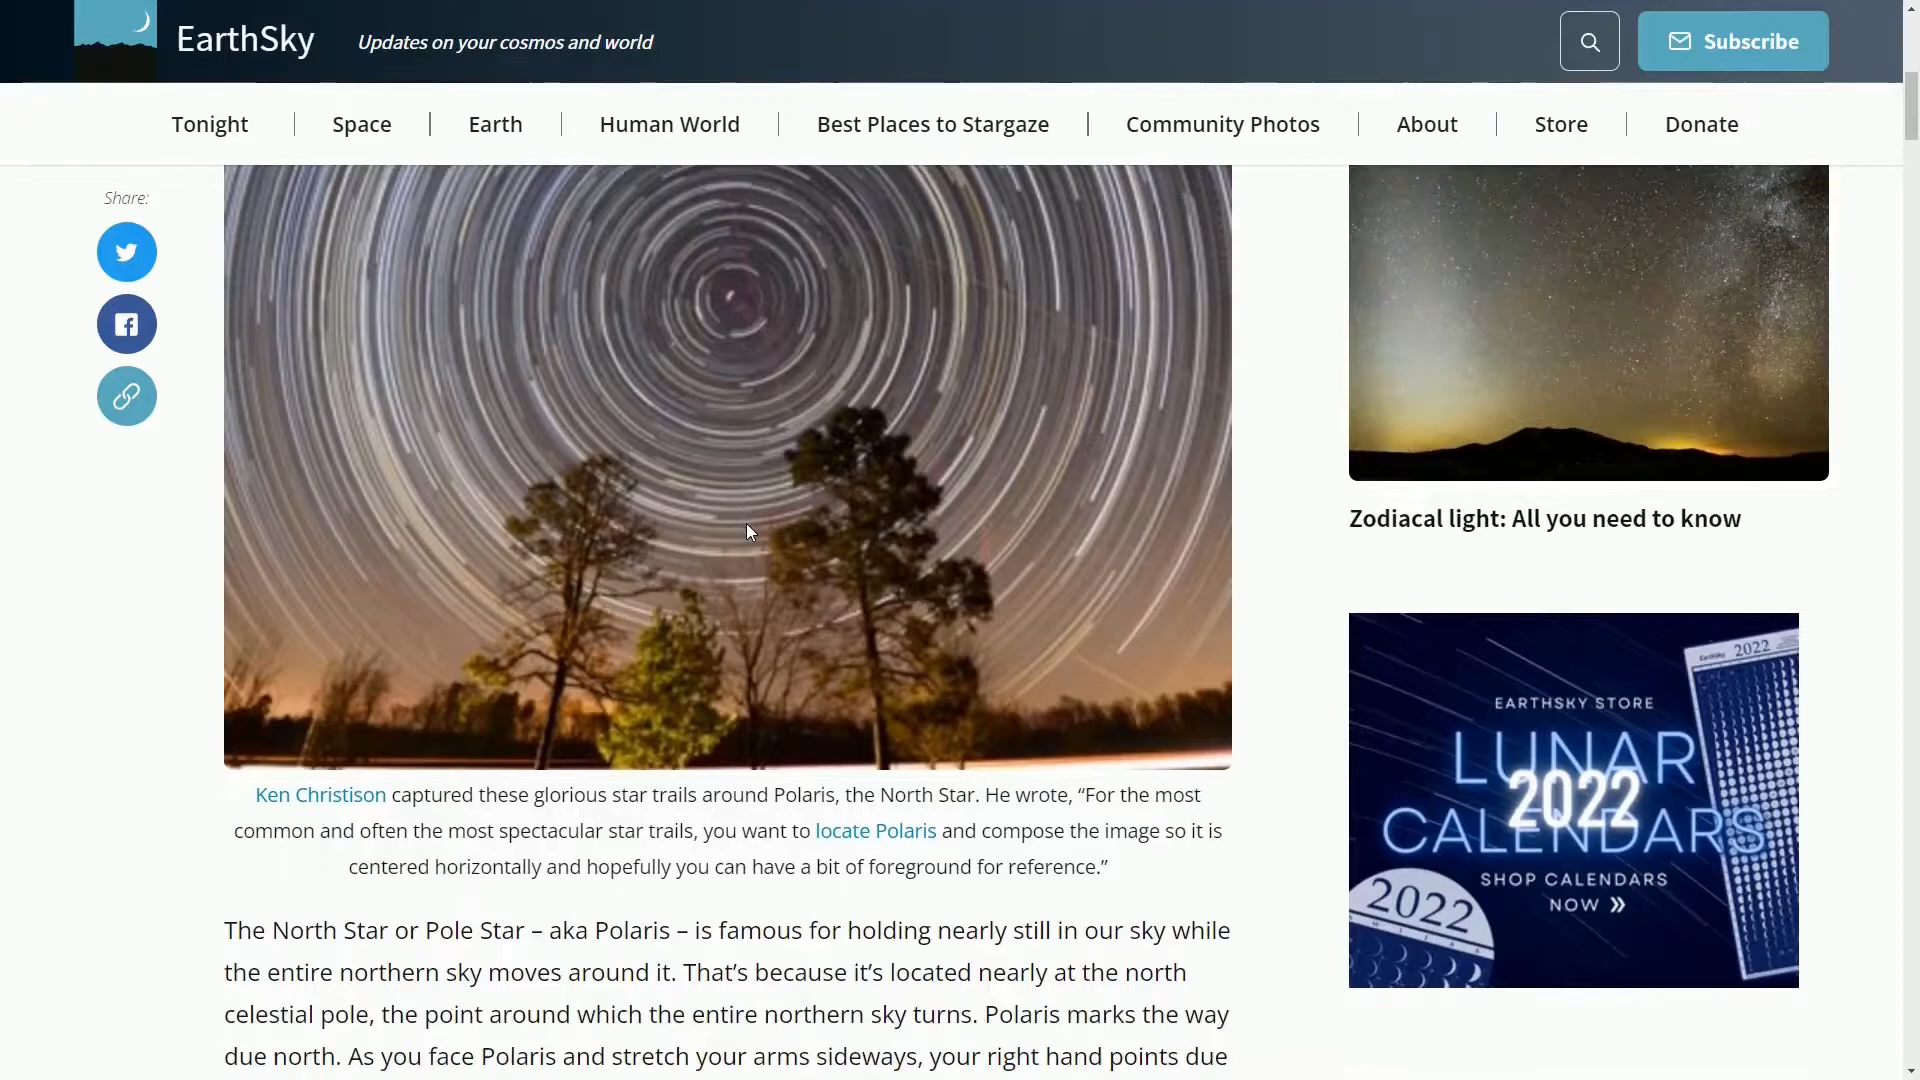 EarthSky
Updates on your cosmos and world
Subscribe
Tonight
Space
Earth
Human World
Best Places to Stargaze
Community Photos
About
Store
Donate
Share:
Ken Christison captured these glorious star trails around Polaris, the North Star. He wrote, “For the most
common and often the most spectacular star trails, you want to locate Polaris and compose the image so it is
centered horizontally and hopefully you can have a bit of foreground for reference.”
The North Star or Pole Star – aka Polaris – is famous for holding nearly still in our sky while
the entire northern sky moves around it. That’s because it’s located nearly at the north
celestial pole, the point around which the entire northern sky turns. Polaris marks the way
due north. As you face Polaris and stretch your arms sideways, your right hand points due
Zodiacal light: All you need to know
EarthSky 2022
EARTHSKY STORE
LUNAR
2022
CALENDARS
SHOP CALENDARS
NOW »
2022